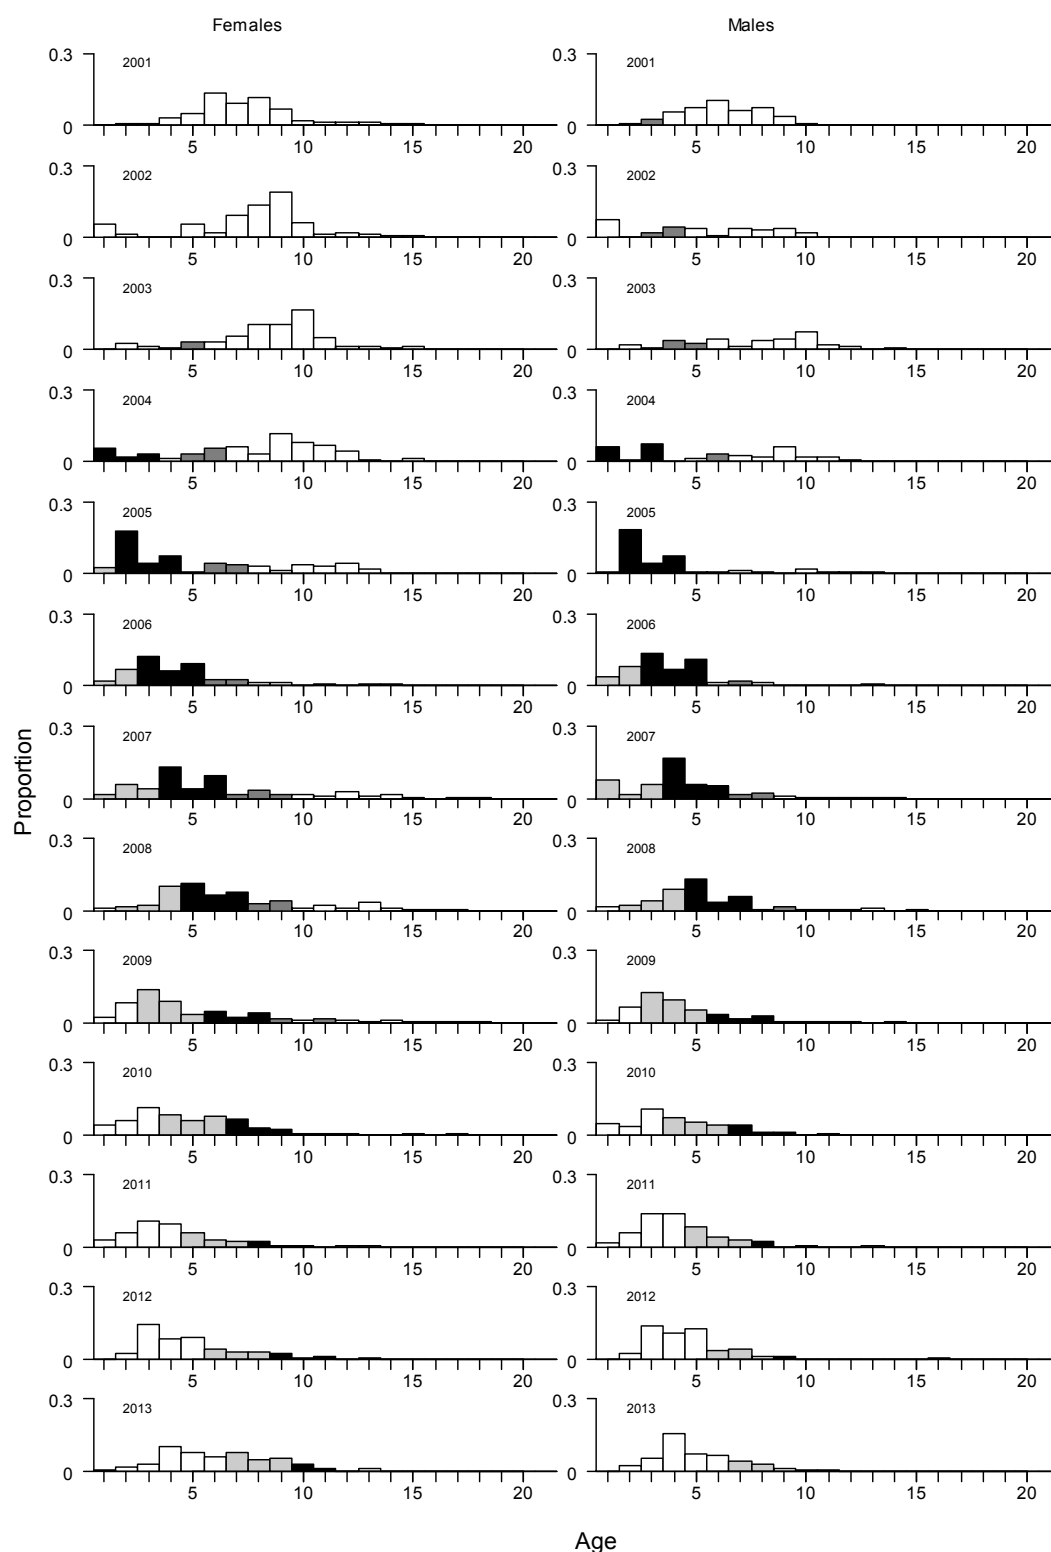 Females Males
0.3 2001 0.3 2001
0 0
5 10 15 20 5 10 15 20
0.3 2002 0.3 2002
0 0
5 10 15 20 5 10 15 20
0.3 2003 0.3 2003
0 0
5 10 15 20 5 10 15 20
0.3 2004 0.3 2004
0 0
5 10 15 20 5 10 15 20
0.3 2005 0.3 2005
0 0
5 10 15 20 5 10 15 20
0.3 2006 0.3 2006
0 0
5 10 15 20 5 10 15 20
0.3 2007 0.3 2007
0 0
5 10 15 20 5 10 15 20
Proportion
0.3 2008 0.3 2008
0 0
5 10 15 20 5 10 15 20
0.3 2009 0.3 2009
0 0
5 10 15 20 5 10 15 20
0.3 2010 0.3 2010
0 0
5 10 15 20 5 10 15 20
0.3 2011 0.3 2011
0 0
5 10 15 20 5 10 15 20
0.3 2012 0.3 2012
0 0
5 10 15 20 5 10 15 20
0.3 2013 0.3 2013
0 0
5 10 15 20 5 10 15 20
Age